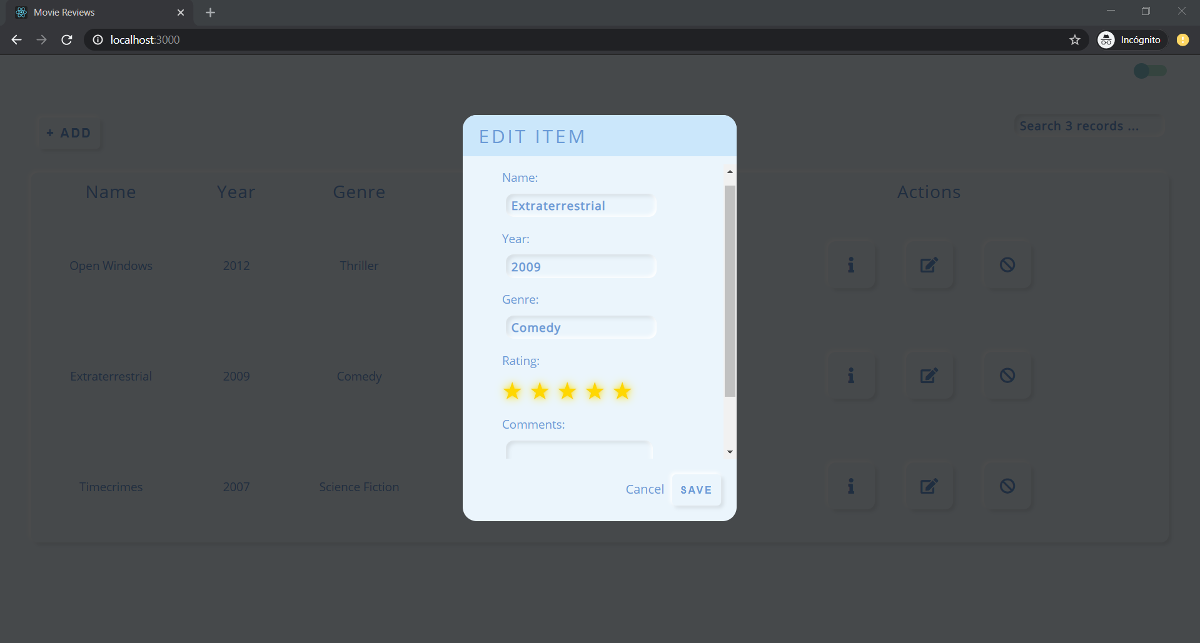 Movie Reviews
localhost:3000
Incógnito
+ ADD
Search 3 records ...
Name Year Genre Actions
Open Windows 2012 Thriller
Extraterrestrial 2009 Comedy
Timecrimes 2007 Science Fiction
EDIT ITEM
Name:
Extraterrestrial
Year:
2009
Genre:
Comedy
Rating:
Comments:
Cancel SAVE